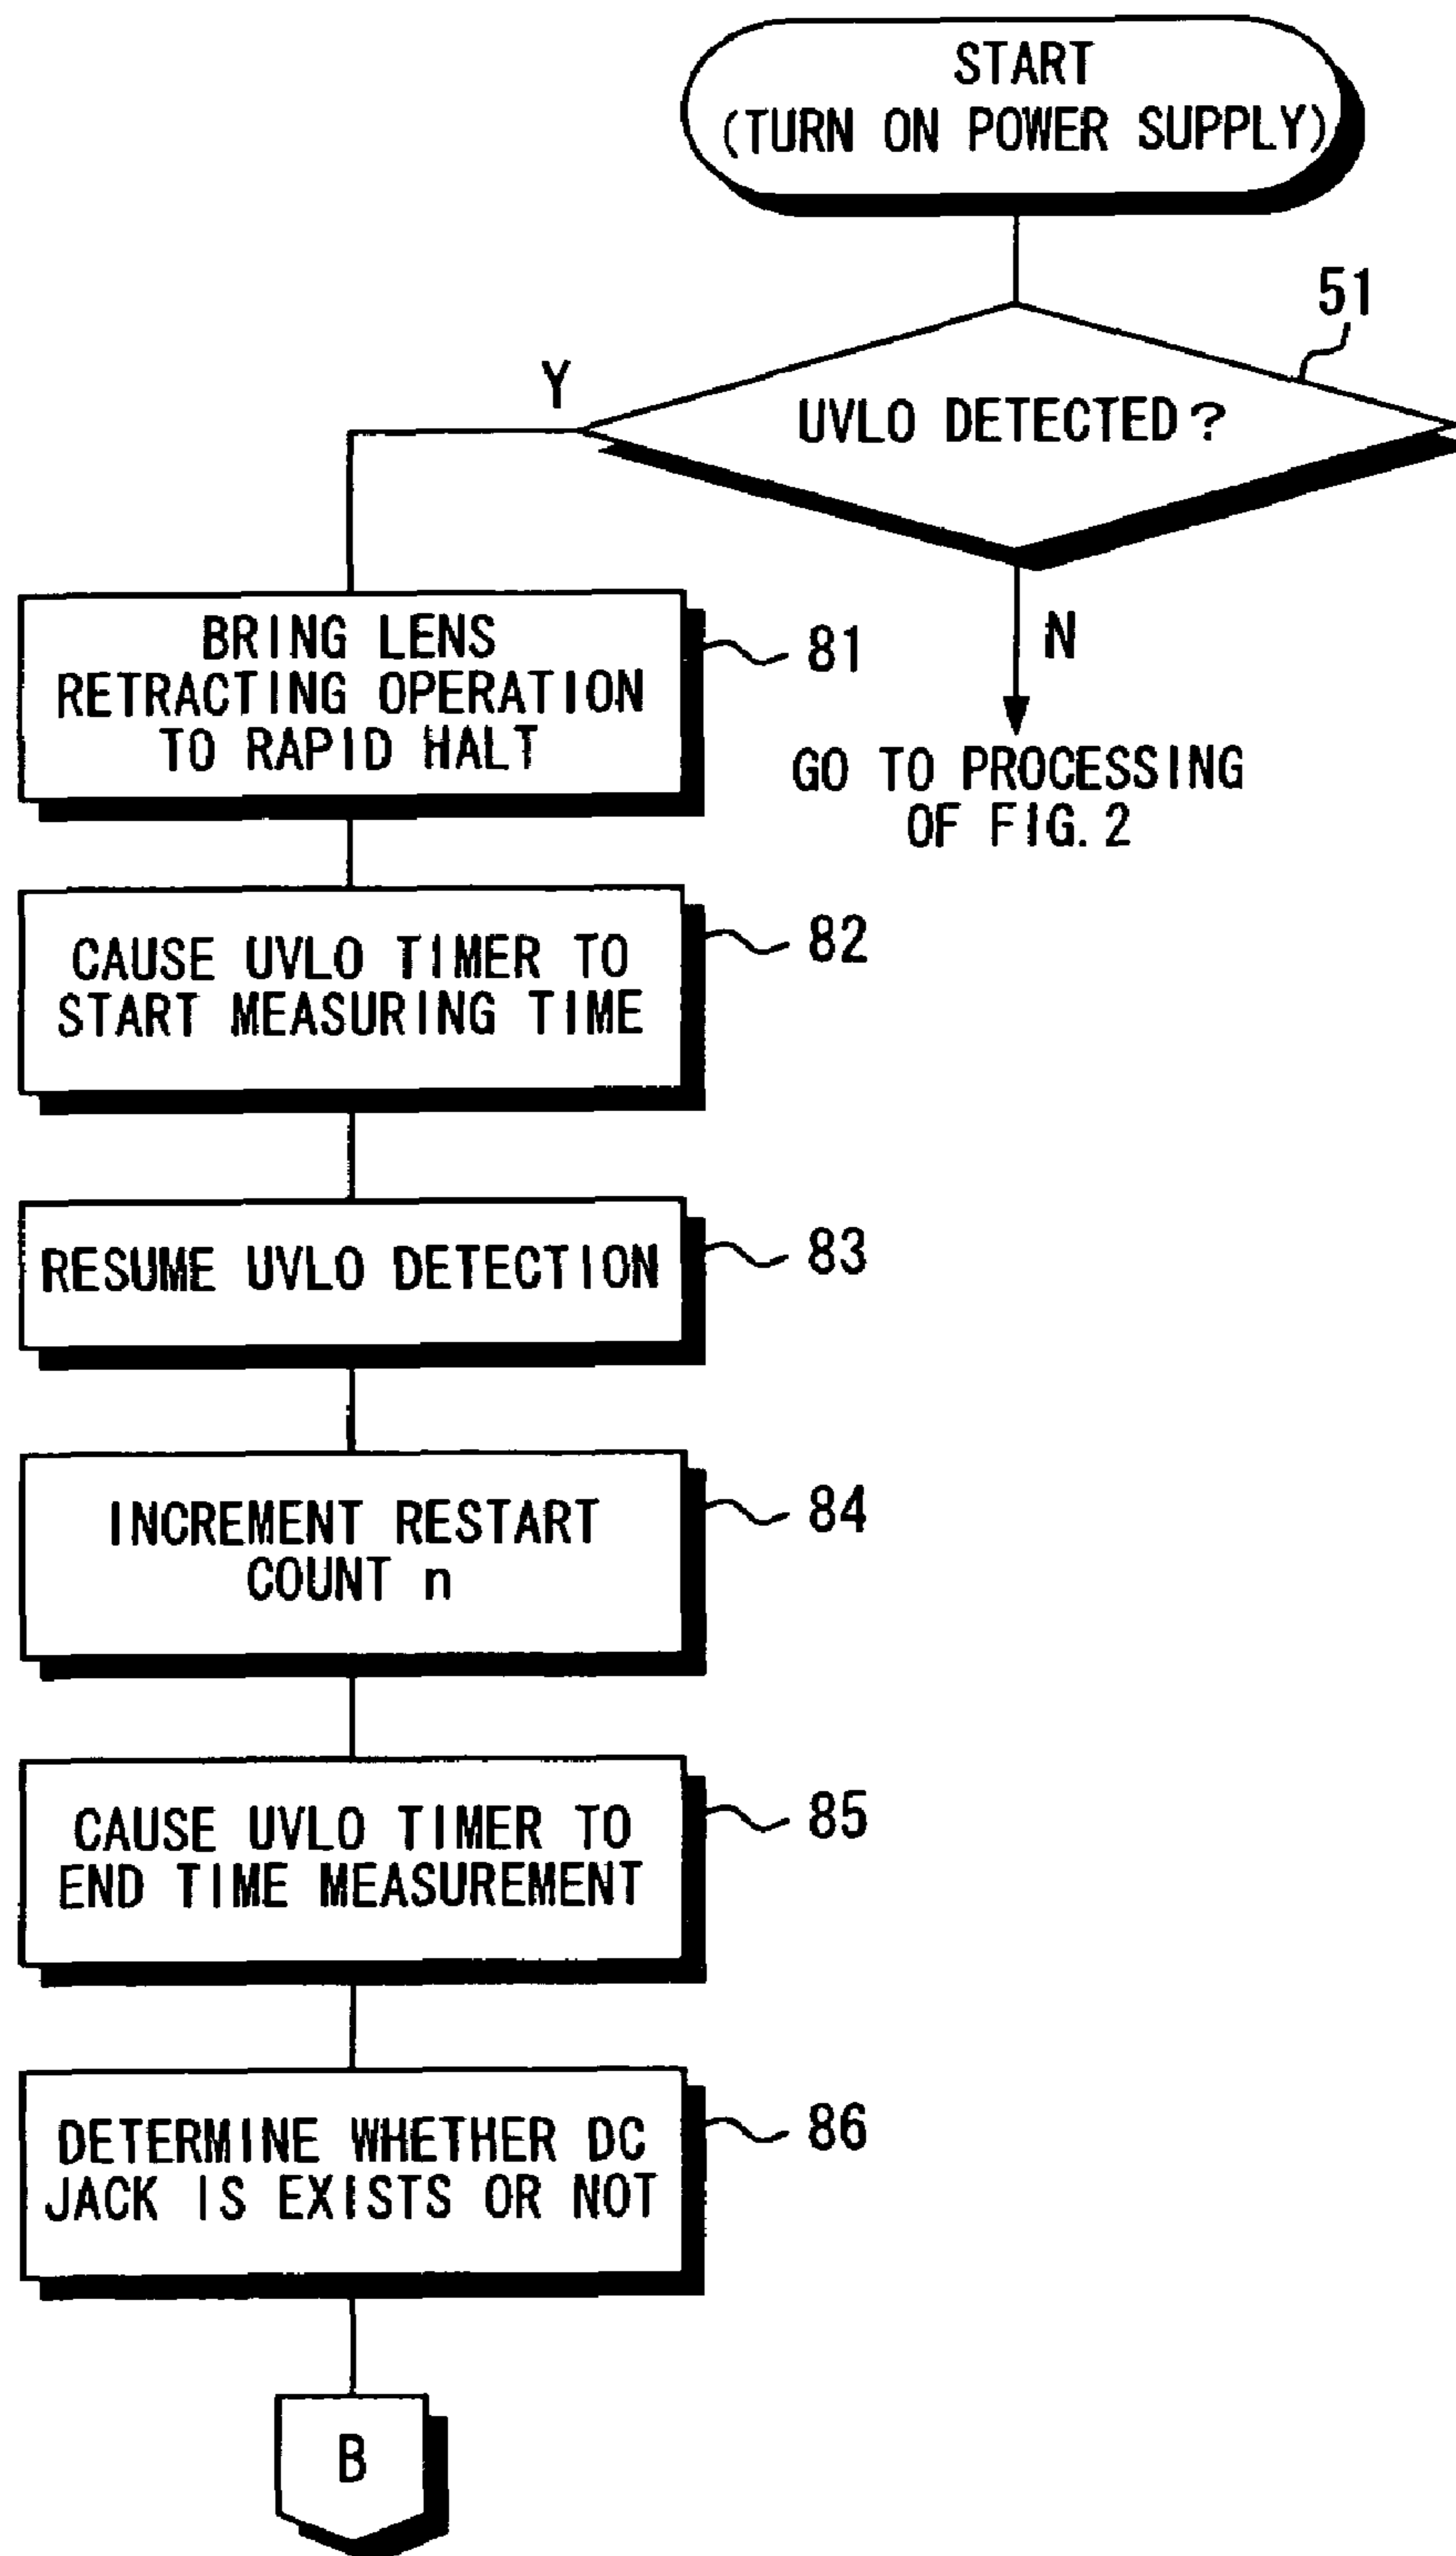 START
(TURN ON POWER SUPPLY)
51
UVLO DETECTED?
Y
N
GO TO PROCESSING
OF FIG. 2
BRING LENS
RETRACTING OPERATION
TO RAPID HALT
81
CAUSE UVLO TIMER TO
START MEASURING TIME
82
RESUME UVLO DETECTION
83
INCREMENT RESTART
COUNT n
84
CAUSE UVLO TIMER TO
END TIME MEASUREMENT
85
DETERMINE WHETHER DC
JACK IS EXISTS OR NOT
86
B